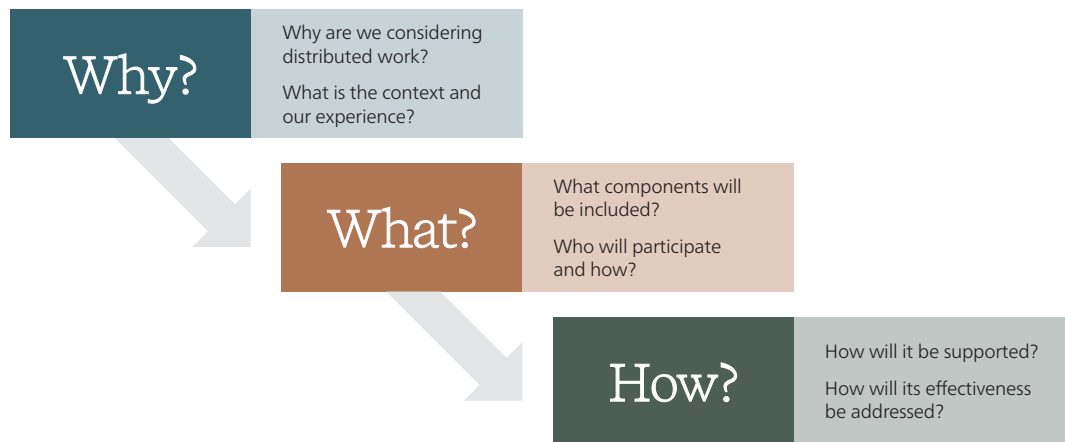 Why?
Why are we considering
distributed work?
What is the context and
our experience?
What?
What components will
be included?
Who will participate
and how?
How?
How will it be supported?
How will its effectiveness
be addressed?